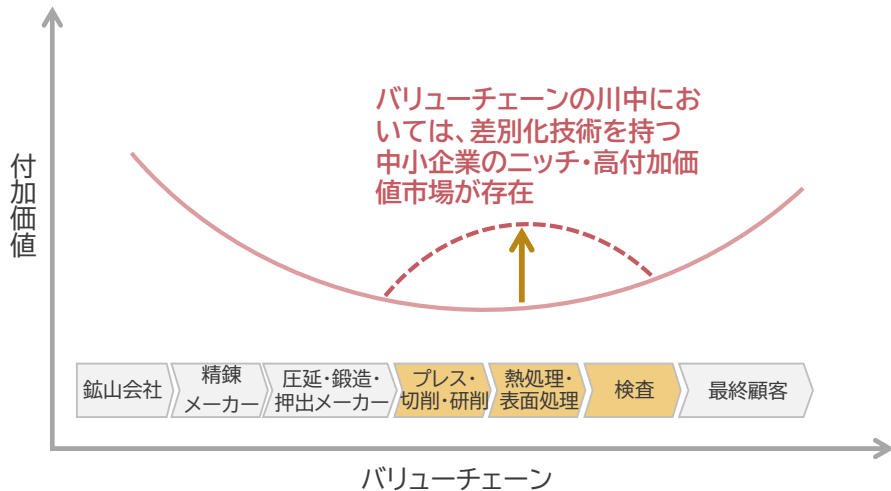 バリューチェーンの川中にお
いては、差別化技術を持つ
中小企業のニッチ・高付加価
値市場が存在
付加価値
鉱山会社
精錬
メーカー
圧延・鍛造・
押出メーカー
プレス・
切削・研削
熱処理・
表面処理
検査
最終顧客
バリューチェーン